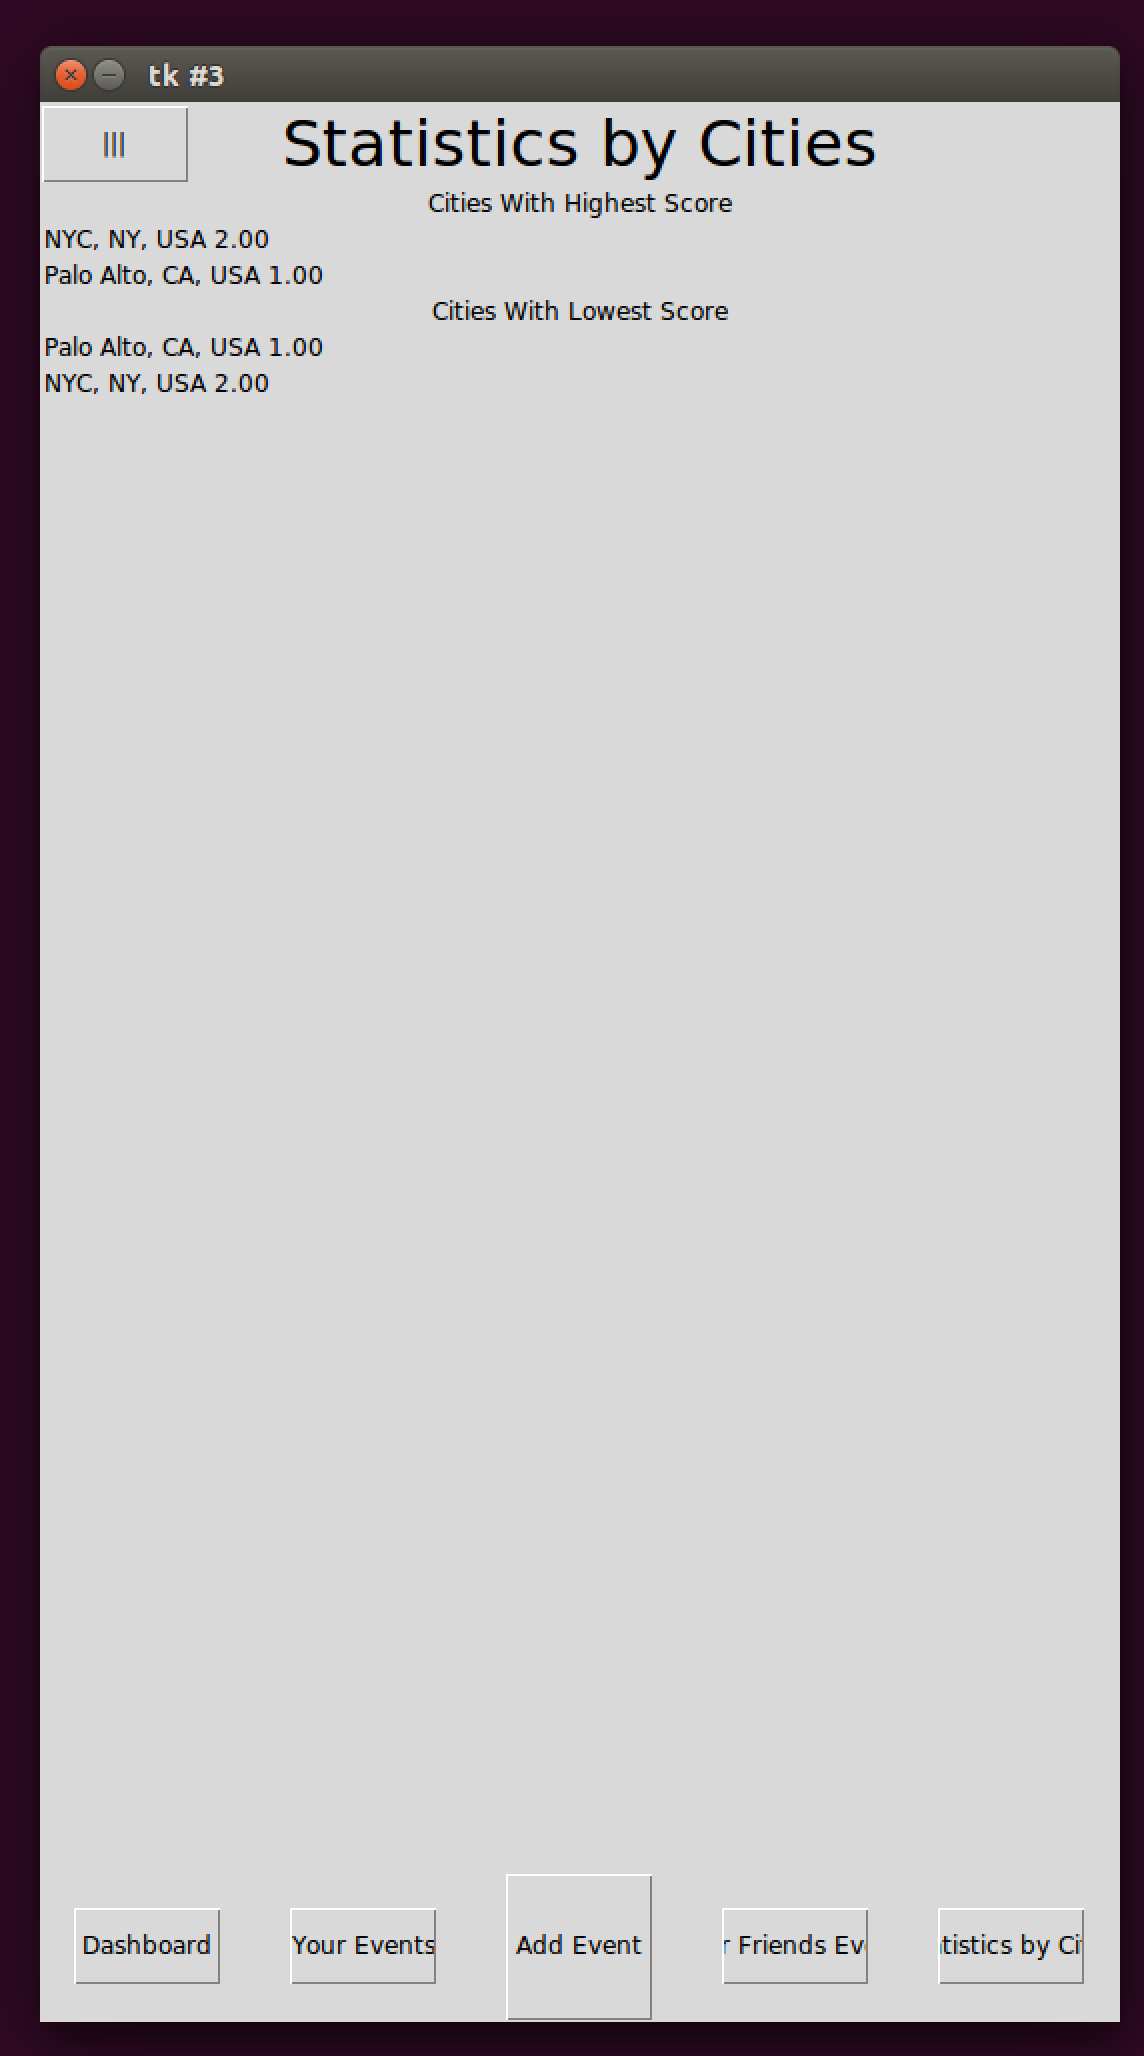 tk #3
||| Statistics by Cities
Cities With Highest Score
NYC, NY, USA 2.00
Palo Alto, CA, USA 1.00
Cities With Lowest Score
Palo Alto, CA, USA 1.00
NYC, NY, USA 2.00
Dashboard Your Events Add Event r Friends Ev tistics by Ci